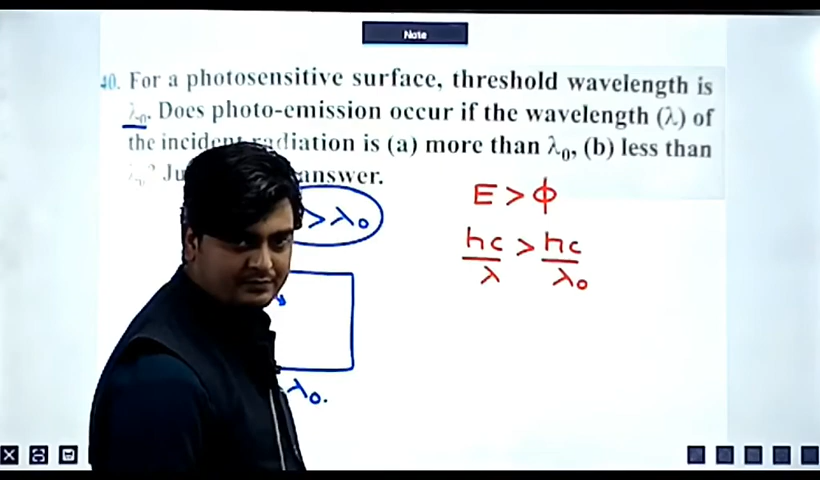 Note
40. For a photosensitive surface, threshold wavelength is
λ₀. Does photo-emission occur if the wavelength (λ) of
the incident radiation is (a) more than λ₀, (b) less than
λ₀? answer.
> λ₀
E > ϕ
hc/λ > hc/λ₀
λ₀.